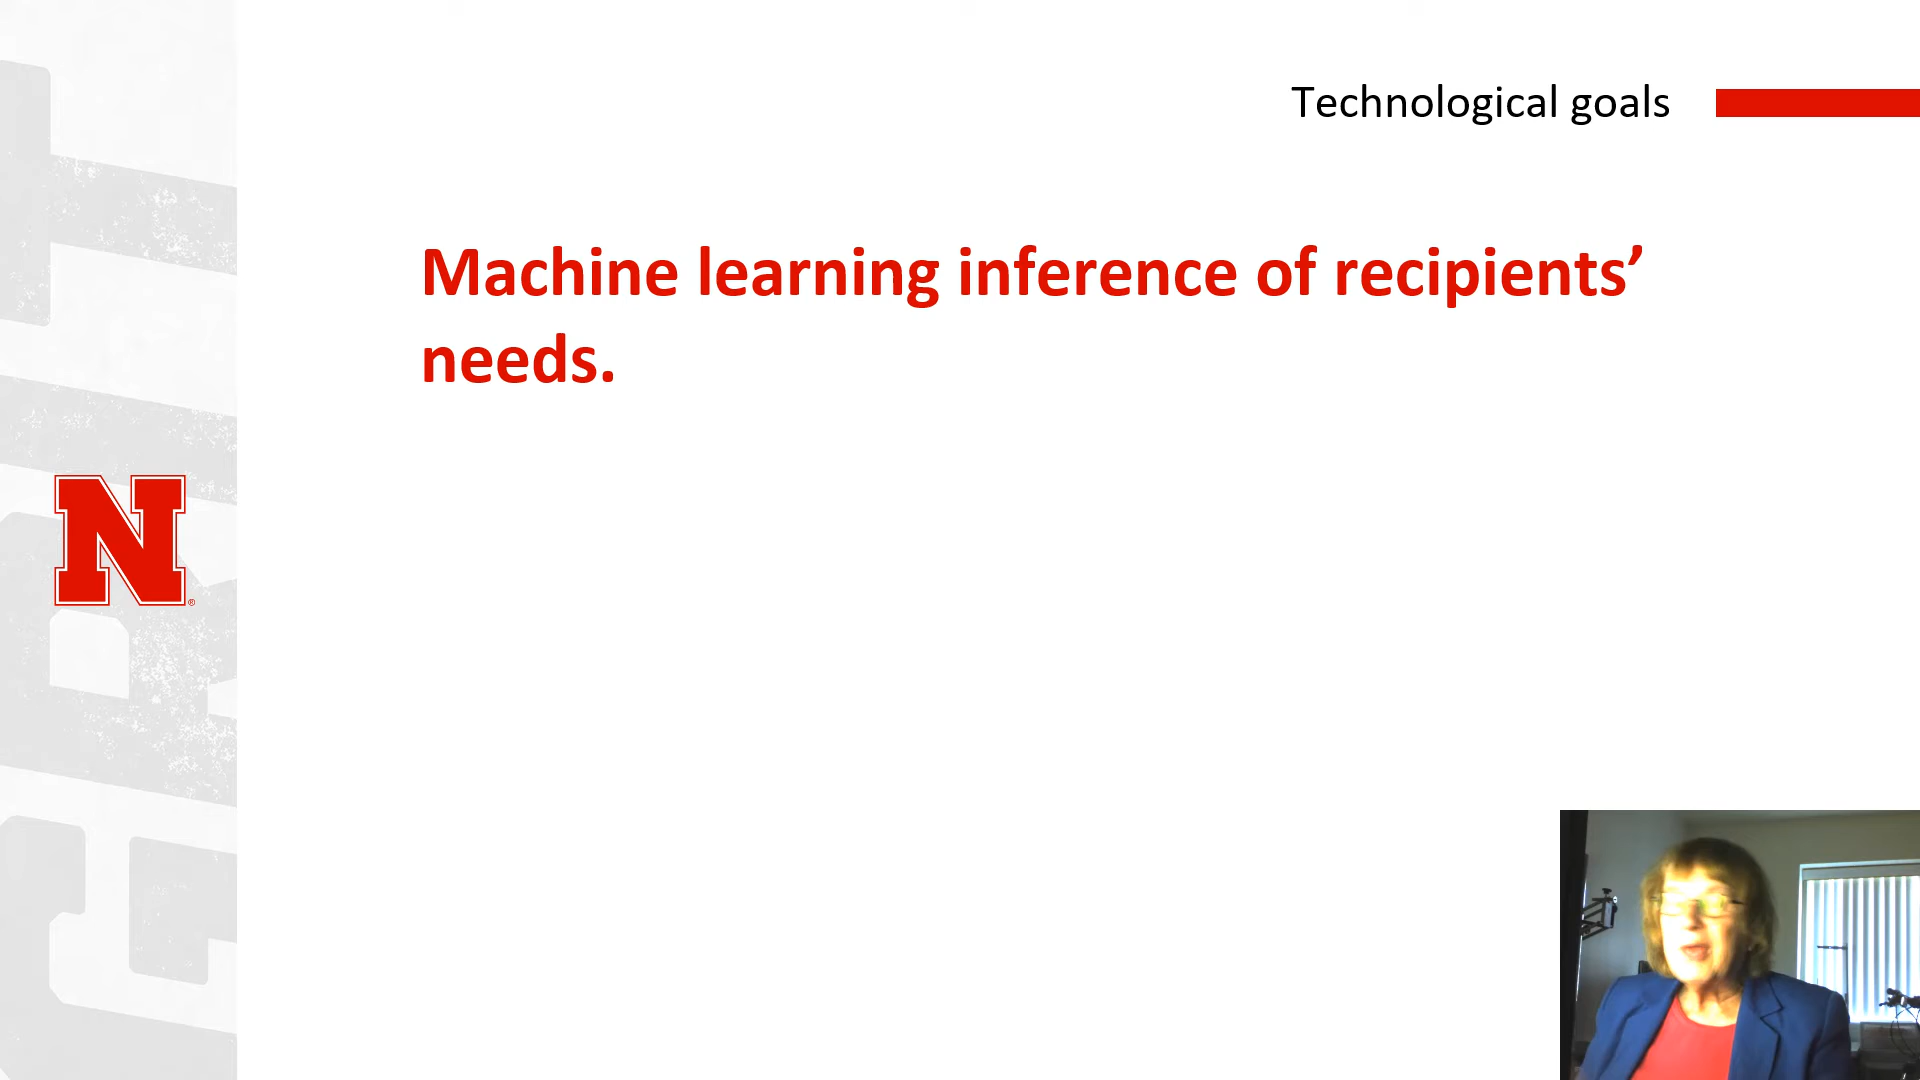 Technological goals
Machine learning inference of recipients’
needs.
N